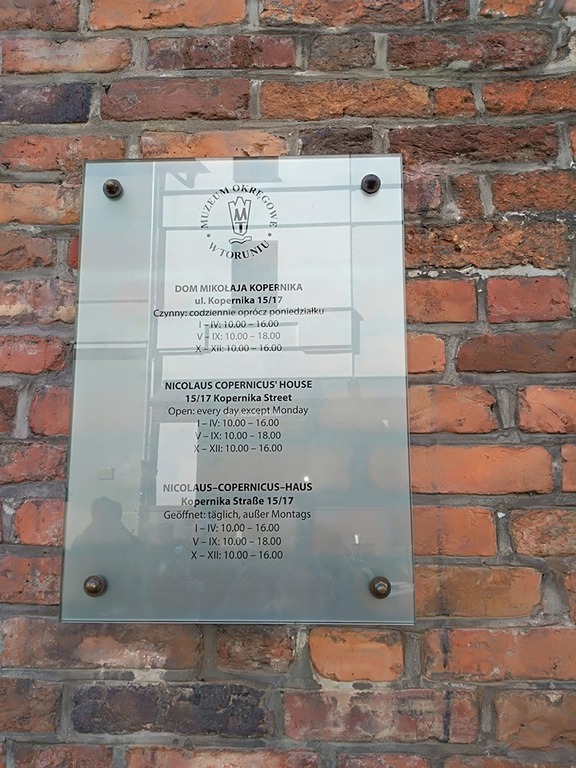 MUZEUM OKRĘGOWE
• W TORUNIU •
DOM MIKOŁAJA KOPERNIKA
ul. Kopernika 15/17
Czynny: codziennie oprócz poniedziałku
I – IV: 10.00 – 16.00
V – IX: 10.00 – 18.00
X – XII: 10.00 – 16.00
NICOLAUS COPERNICUS' HOUSE
15/17 Kopernika Street
Open: every day except Monday
I – IV: 10.00 – 16.00
V – IX: 10.00 – 18.00
X – XII: 10.00 – 16.00
NICOLAUS–COPERNICUS–HAUS
Kopernika Straße 15/17
Geöffnet: täglich, außer Montags
I – IV: 10.00 – 16.00
V – IX: 10.00 – 18.00
X – XII: 10.00 – 16.00